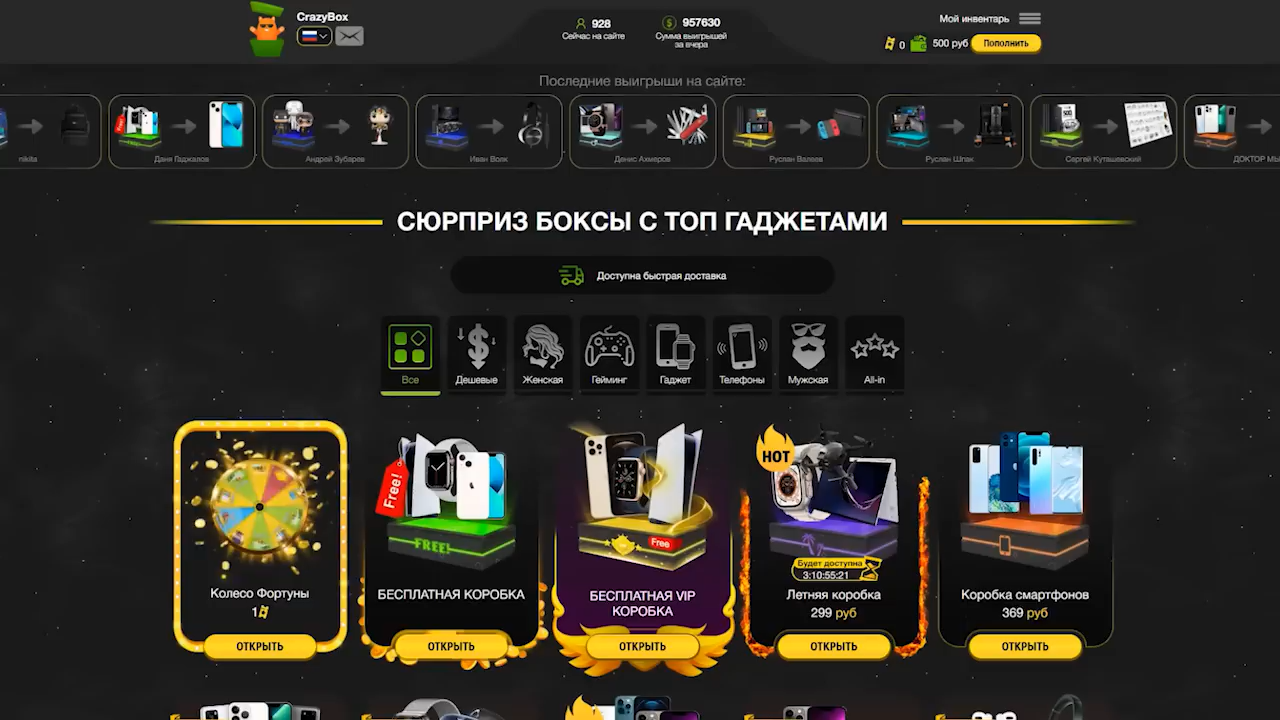 CrazyBox
928
Сейчас на сайте
957630
Сумма выигрышей
за вчера
Мой инвентарь
0
500 руб
Пополнить
Последние выигрыши на сайте:
nikita
Даня Гаджалов
Андрей Зубарев
Иван Волк
Денис Ахмеров
Руслан Валеев
Руслан Шпак
Сергей Куташевский
ДОКТОР МЫ
СЮРПРИЗ БОКСЫ С ТОП ГАДЖЕТАМИ
Доступна быстрая доставка
Все
Дешевые
Женская
Гейминг
Гаджет
Телефоны
Мужская
All-in
Колесо Фортуны
1
ОТКРЫТЬ
Free!
FREE!
БЕСПЛАТНАЯ КОРОБКА
ОТКРЫТЬ
Free
БЕСПЛАТНАЯ VIP
КОРОБКА
ОТКРЫТЬ
HOT
Будет доступна
3:10:55:21
Летняя коробка
299 руб
ОТКРЫТЬ
Коробка смартфонов
369 руб
ОТКРЫТЬ